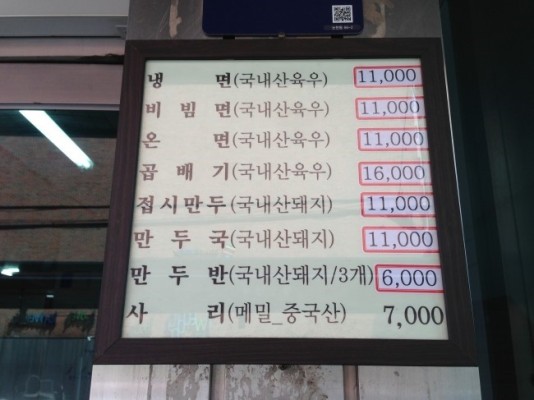 냉 면(국내산육우) 11,000
비 빔 면(국내산육우) 11,000
온 면(국내산육우) 11,000
곱 배 기(국내산육우) 16,000
접시만두(국내산돼지) 11,000
만 두 국(국내산돼지) 11,000
만 두 반(국내산돼지/3개) 6,000
사 리(메밀_중국산) 7,000